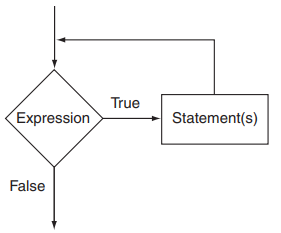 True
Expression
Statement(s)
False